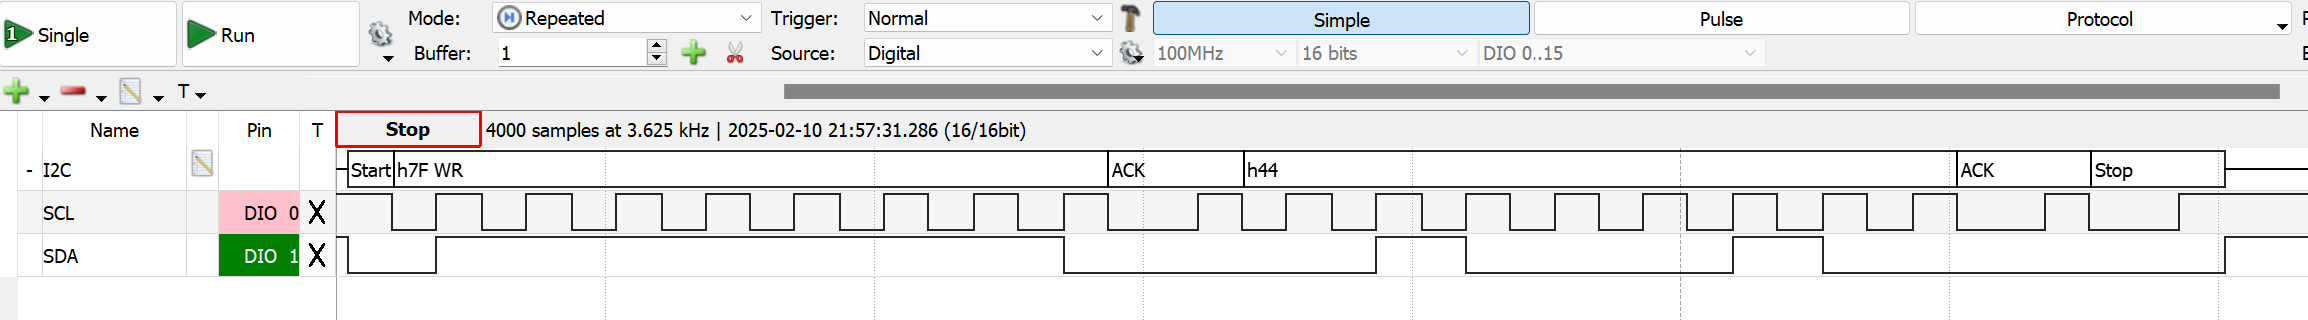 Mode: Repeated Trigger: Normal Simple Pulse Protocol
1 Single Run
Buffer: 1 Source: Digital 100MHz 16 bits DIO 0..15
T
Name Pin T Stop 4000 samples at 3.625 kHz | 2025-02-10 21:57:31.286 (16/16bit)
- I2C Start h7F WR ACK h44 ACK Stop
SCL DIO 0 X
SDA DIO 1 X